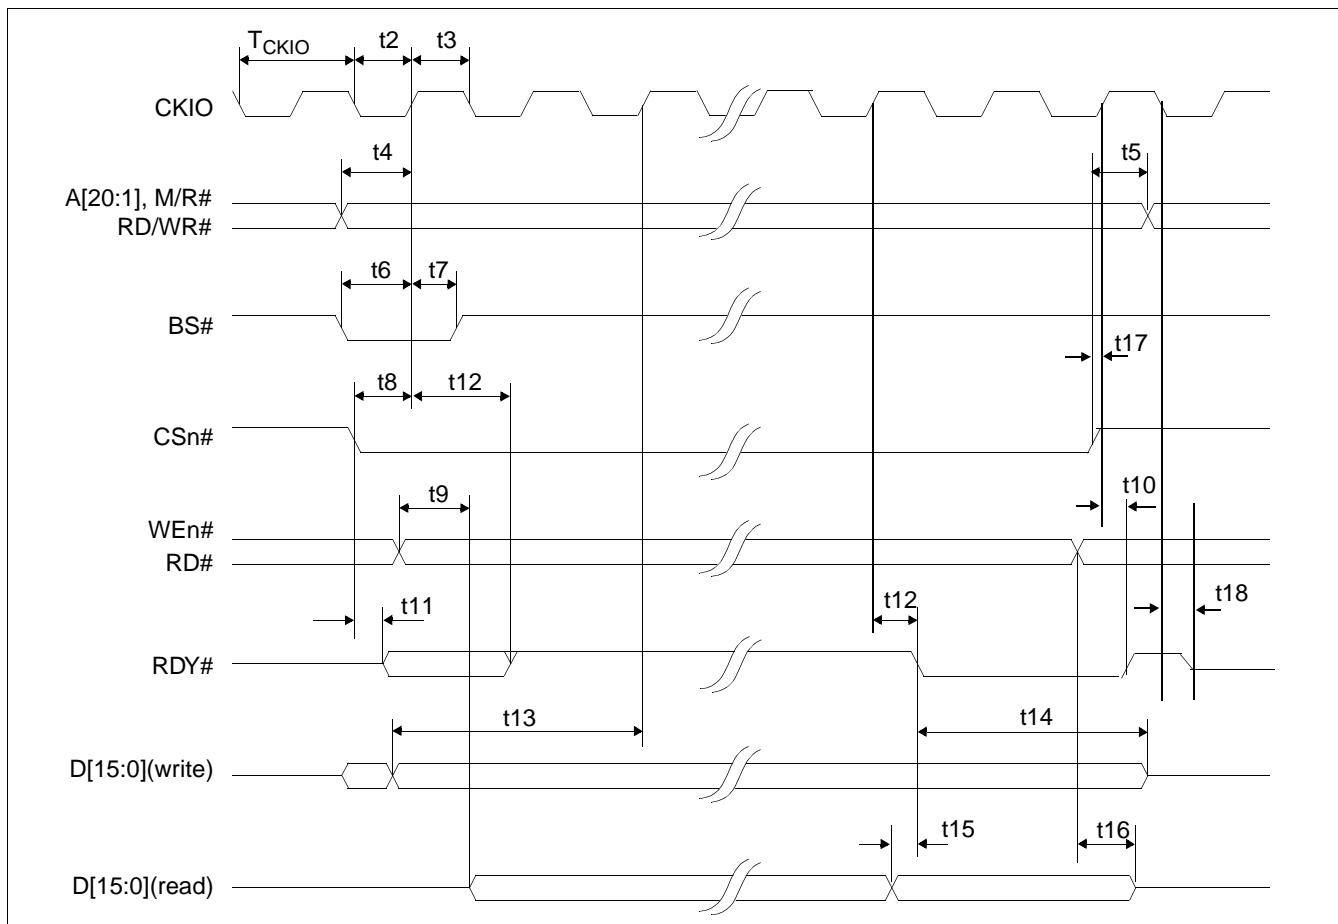 TCKIO t2 t3
CKIO
t4 t5
A[20:1], M/R#
RD/WR#
t6 t7
BS#
t17
t8 t12
CSn#
t9 t10
WEn#
RD#
t11 t12 t18
RDY#
t13 t14
D[15:0](write)
t15 t16
D[15:0](read)